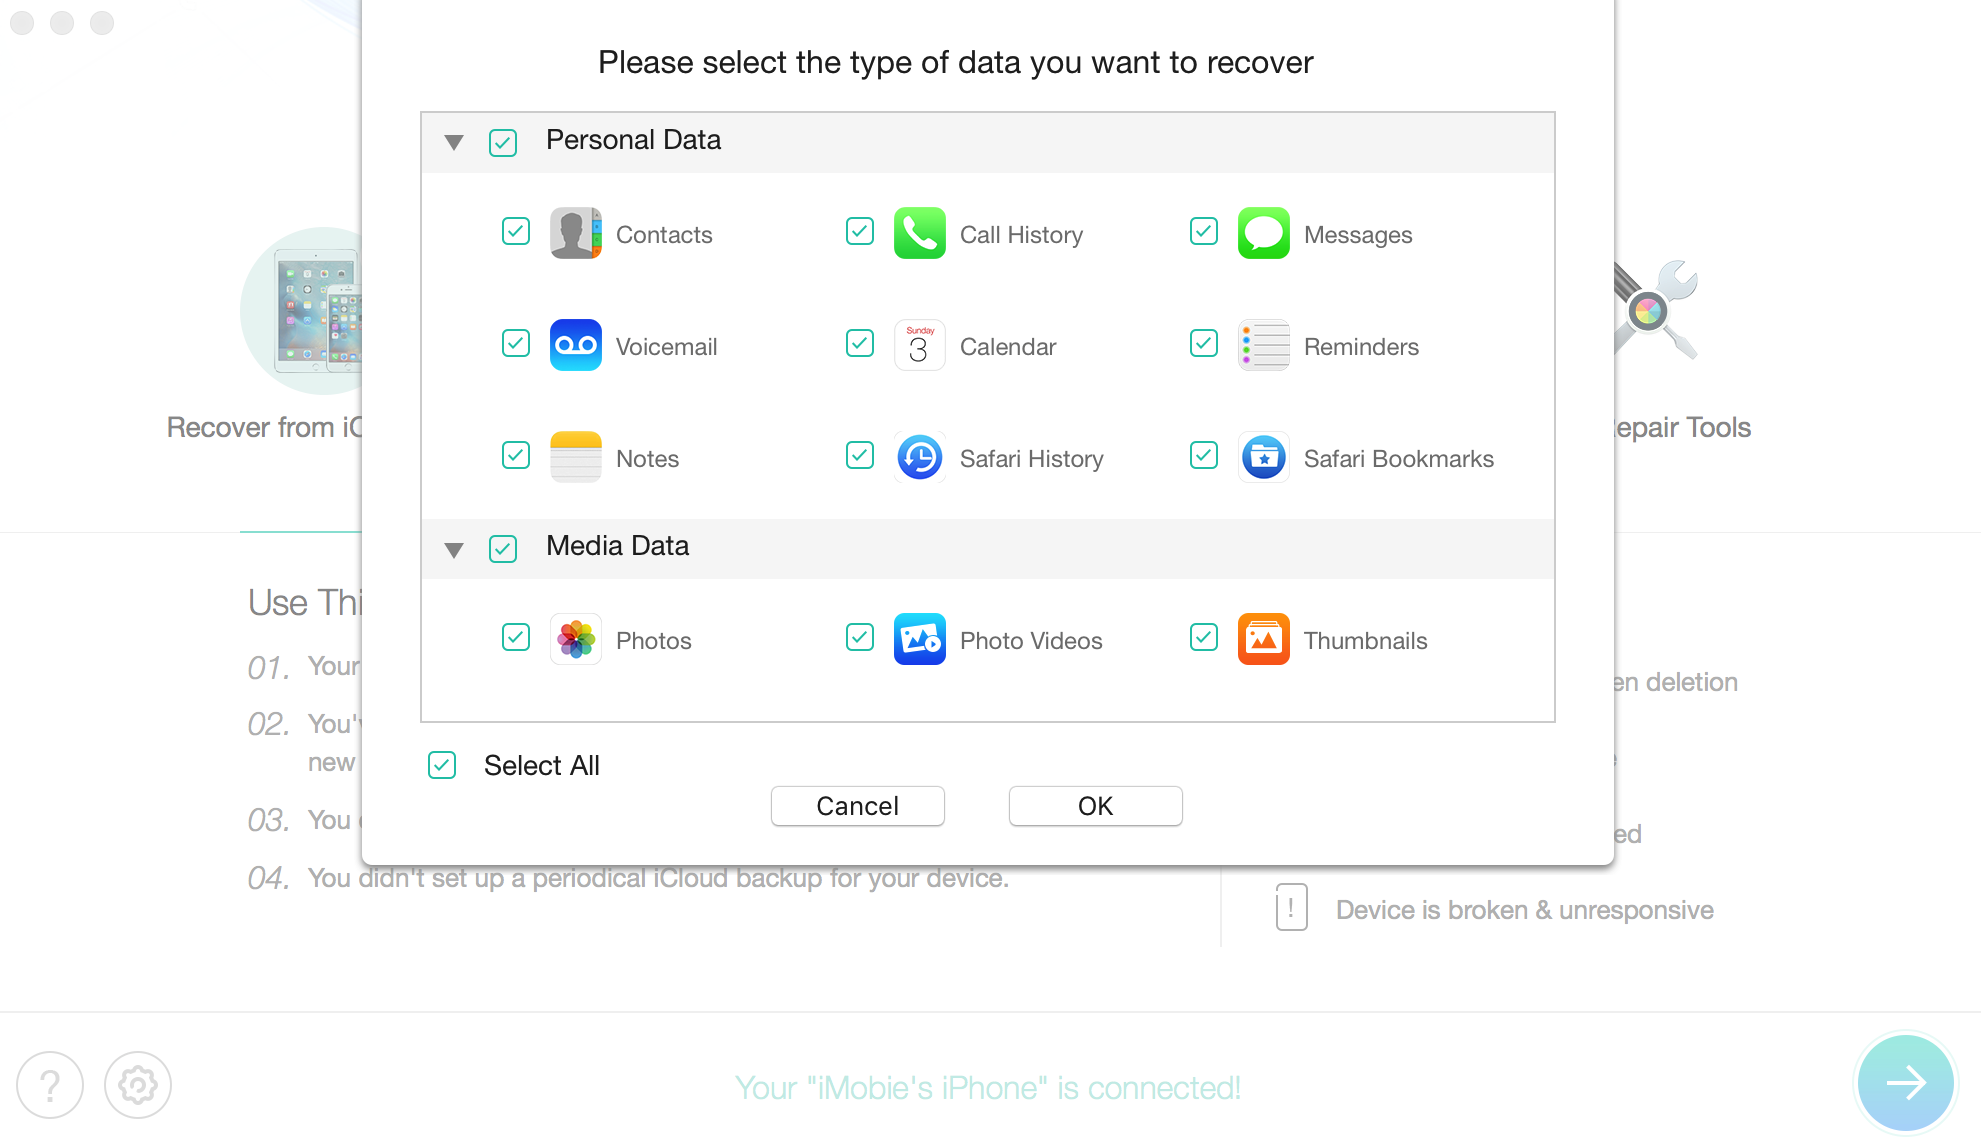 Please select the type of data you want to recover
Personal Data
Contacts
Call History
Messages
Voicemail
Sunday
3
Calendar
Reminders
Notes
Safari History
Safari Bookmarks
Media Data
Photos
Photo Videos
Thumbnails
Select All
Cancel
OK
Recover from iC
epair Tools
Use Thi
01. Your
02. You'v
new
03. You
04. You didn't set up a periodical iCloud backup for your device.
en deletion
e
ed
! Device is broken & unresponsive
?
Your "iMobie's iPhone" is connected!